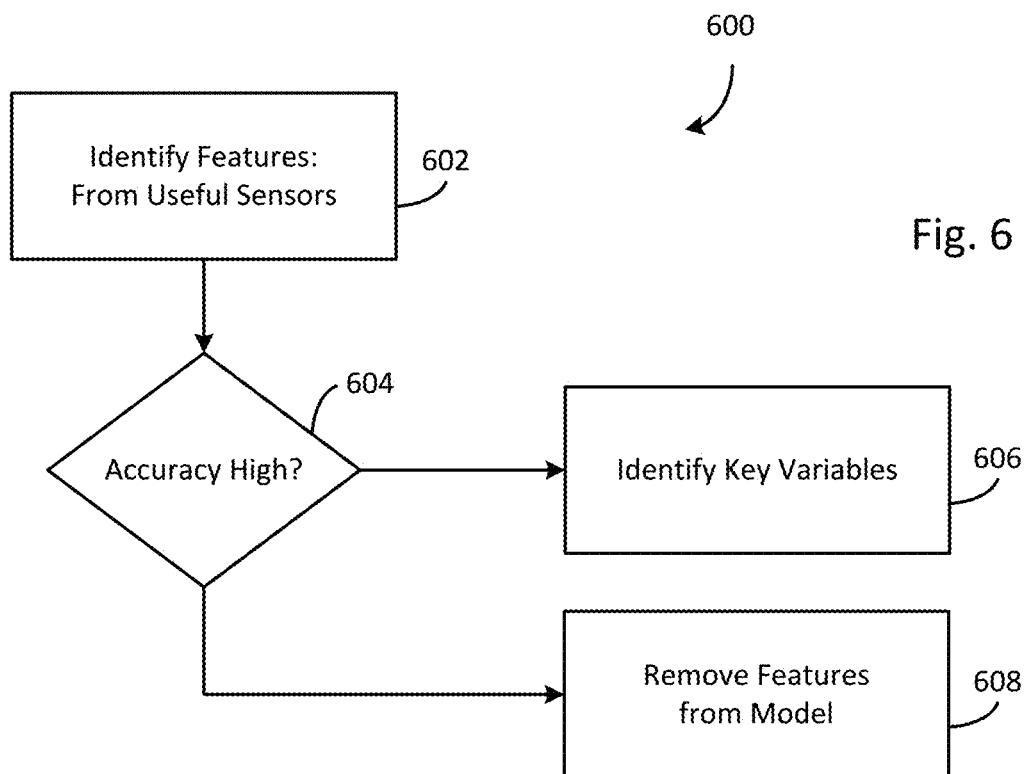 600
Identify Features:
From Useful Sensors
602
Fig. 6
604
Accuracy High?
Identify Key Variables
606
Remove Features
from Model
608